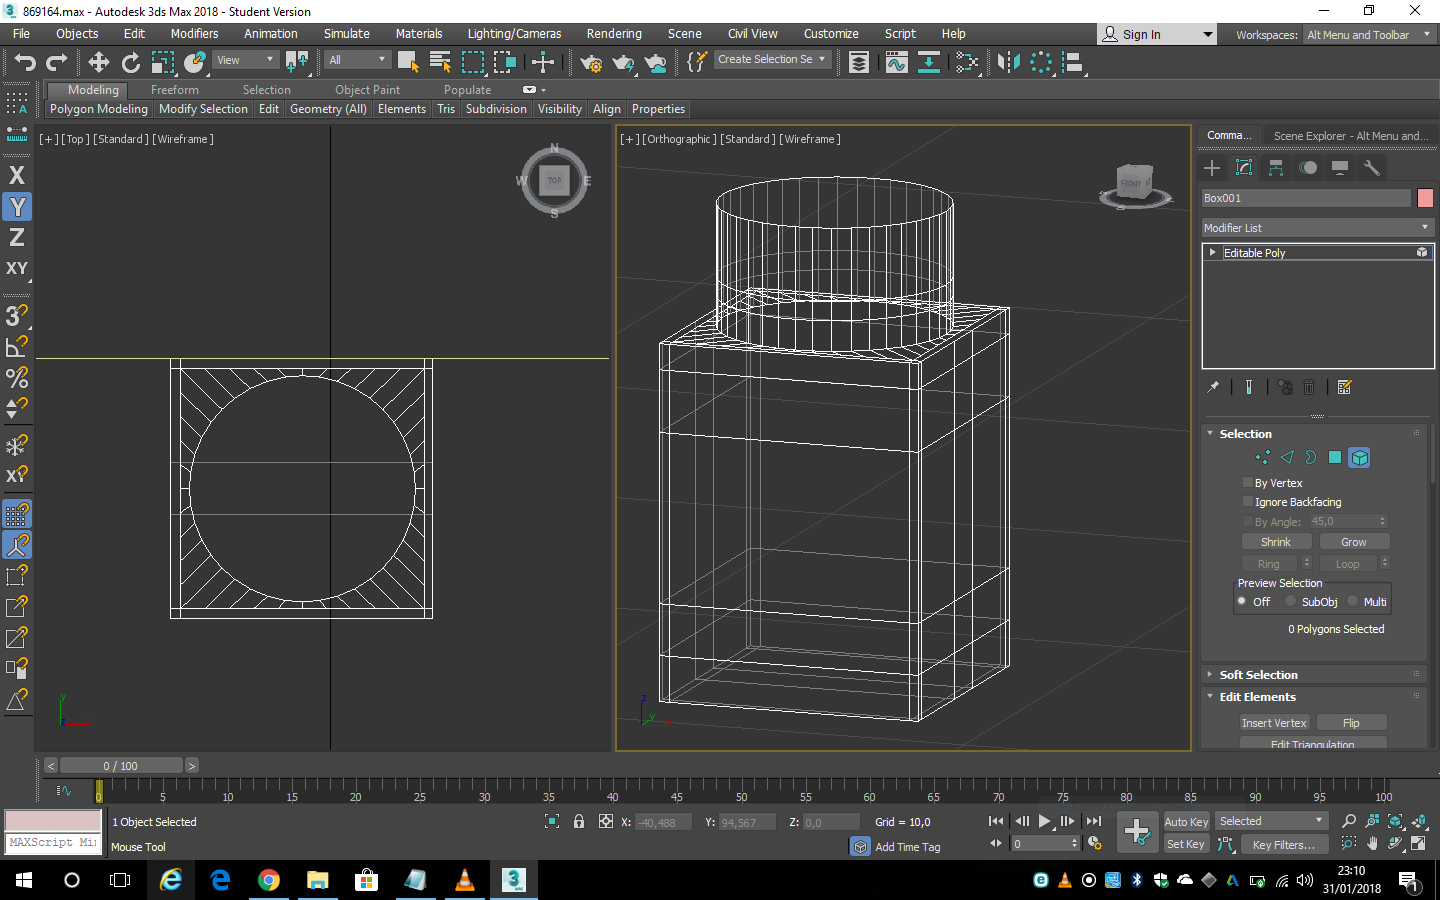 869164.max - Autodesk 3ds Max 2018 - Student Version
File Objects Edit Modifiers Animation Simulate Materials Lighting/Cameras Rendering Scene Civil View Customize Script Help Sign In Workspaces: Alt Menu and Toolbar
View All Create Selection Se
Modeling Freeform Selection Object Paint Populate
Polygon Modeling Modify Selection Edit Geometry (All) Elements Tris Subdivision Visibility Align Properties
[+] [Top] [Standard] [Wireframe]
[+] [Orthographic] [Standard] [Wireframe]
Comma... Scene Explorer - Alt Menu and...
N
W TOP E
S
FRONT
X
Y
Z
XY
3
%
XY
Box001
Modifier List
Editable Poly
Selection
By Vertex
Ignore Backfacing
By Angle: 45,0
Shrink Grow
Ring Loop
Preview Selection
Off SubObj Multi
0 Polygons Selected
Soft Selection
Edit Elements
Insert Vertex Flip
Edit Triangulation
y
z x
z
y x
< 0 / 100 >
0 5 10 15 20 25 30 35 40 45 50 55 60 65 70 75 80 85 90 95 100
1 Object Selected X: -40,488 Y: 94,567 Z: 0,0 Grid = 10,0 Auto Key Selected
MAXScript Mi Mouse Tool Add Time Tag 0 Set Key Key Filters...
23:10
31/01/2018
3
MAX
1